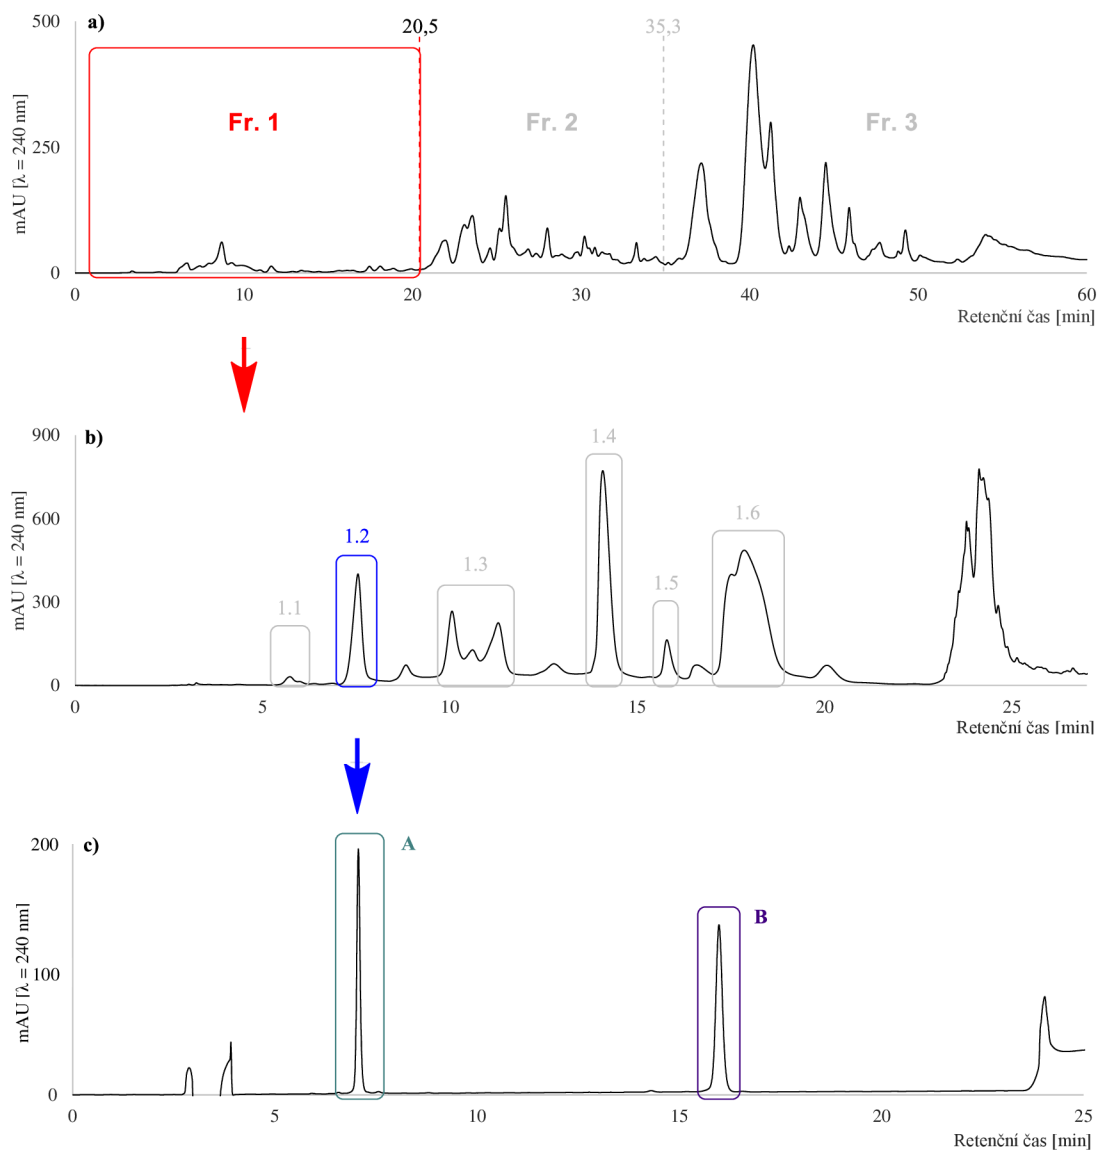 a)
20,5
35,3
500
250
0
mAU [λ = 240 nm]
Fr. 1
Fr. 2
Fr. 3
0 10 20 30 40 50 60
Retenční čas [min]
b)
900
600
300
0
mAU [λ = 240 nm]
1.1
1.2
1.3
1.4
1.5
1.6
0 5 10 15 20 25
Retenční čas [min]
c)
200
100
0
mAU [λ = 240 nm]
A
B
0 5 10 15 20 25
Retenční čas [min]